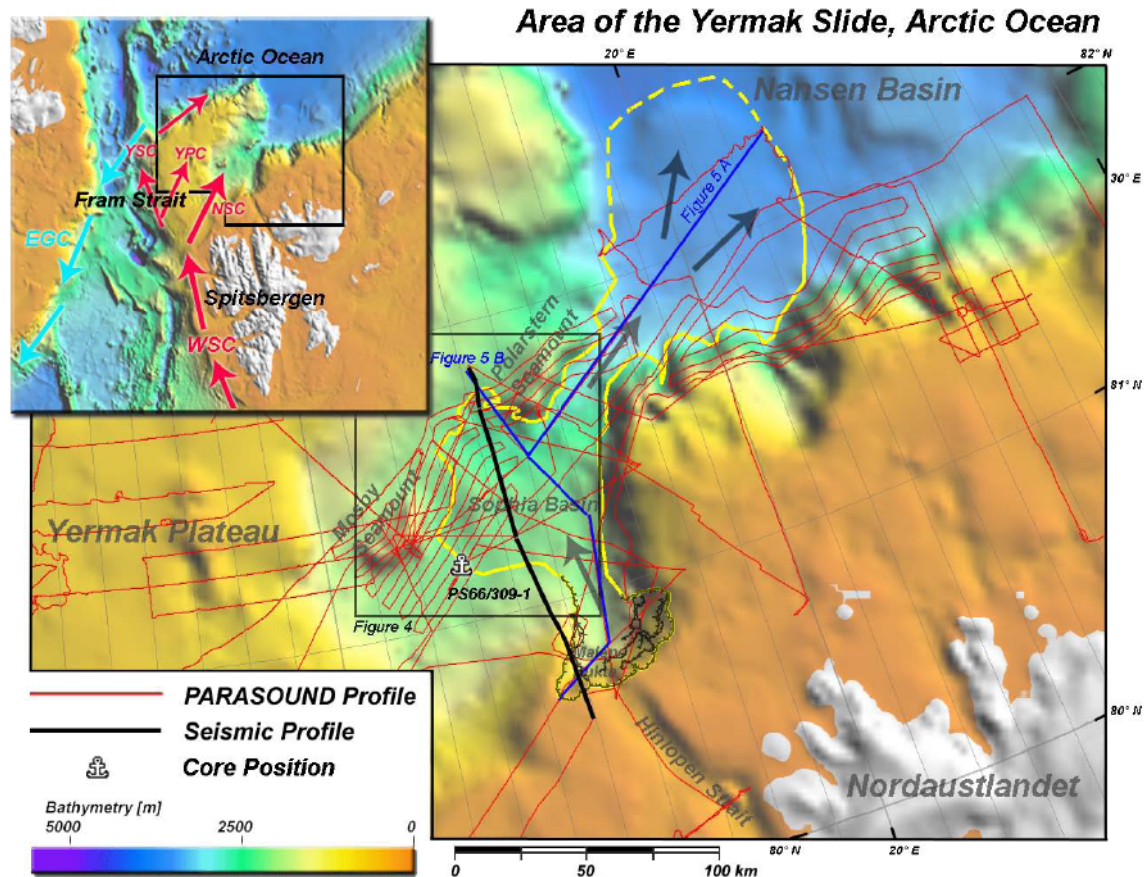 Area of the Yermak Slide, Arctic Ocean
20° E
82° N
Arctic Ocean
Nansen Basin
YSC
YPC
Figure 5 A
30° E
Fram Strait
NSC
EGC
Spitsbergen
WSC
Polarstern
Seamount
Figure 5 B
81° N
Mosby
Seamount
Sophia Basin
Yermak Plateau
PS66/309-1
Figure 4
80° N
Hinlopen Strait
Nordaustlandet
PARASOUND Profile
Seismic Profile
Core Position
Bathymetry [m]
5000
2500
0
0
50
100 km
80° N
20° E